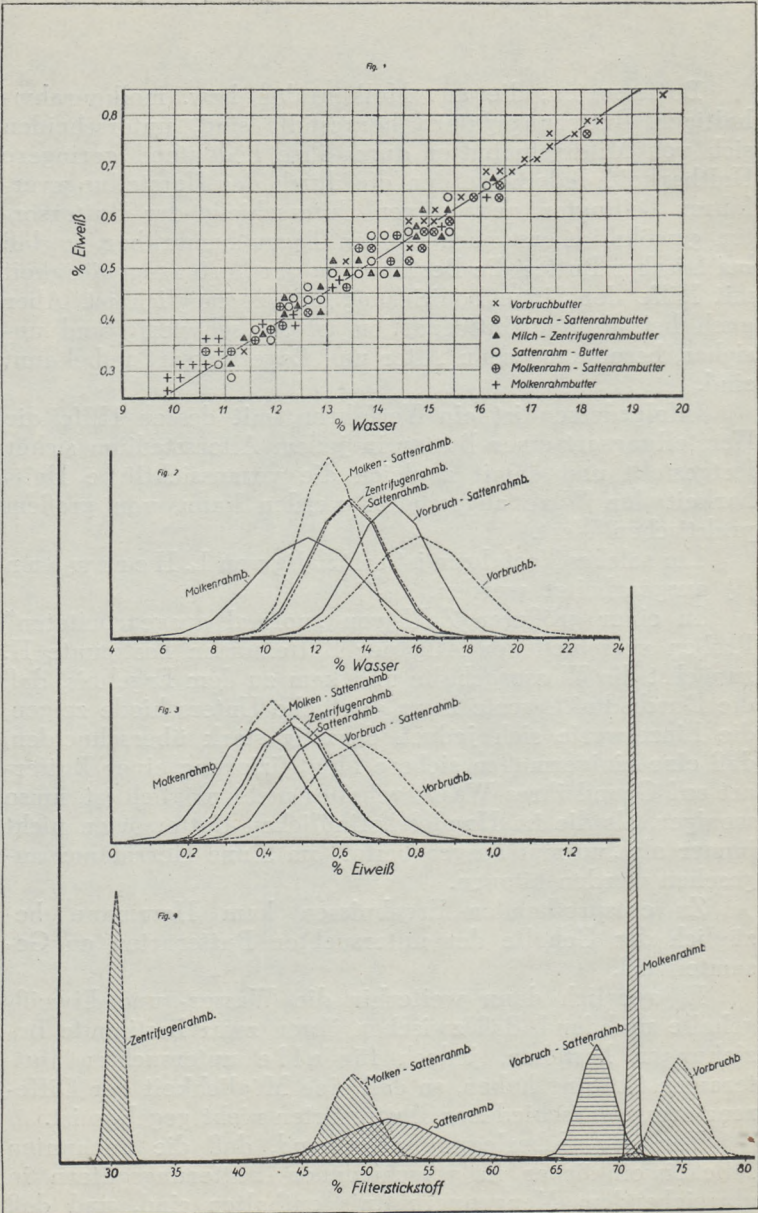 Fig. 1
% Eiweiß
0,8
0,7
0,6
0,5
0,4
0,3
× Vorbruchbutter
⊗ Vorbruch - Sattenrahmbutter
▲ Milch - Zentrifugenrahmbutter
○ Sattenrahm - Butter
⊕ Molkenrahm - Sattenrahmbutter
+ Molkenrahmbutter
9 10 11 12 13 14 15 16 17 18 19 20
% Wasser
Fig. 2
Molken - Sattenrahmb.
Zentrifugenrahmb.
Sattenrahmb.
Vorbruch - Sattenrahmb.
Molkenrahmb.
Vorbruchb.
4 6 8 10 12 14 16 18 20 22 24
% Wasser
Fig. 3
Molken - Sattenrahmb
Zentrifugenrahmb
Sattenrahmb.
Vorbruch - Sattenrahmb.
Molkenrahmb.
Vorbruchb.
0 0,2 0,4 0,6 0,8 1,0 1,2
% Eiweiß
Fig. 4
Molkenrahmb
Zentrifugenrahmb.
Molken - Sattenrahmb
Vorbruch - Sattenrahmb.
Vorbruchb
Sattenrahmb
30 35 40 45 50 55 60 65 70 75 80
% Filterstickstoff